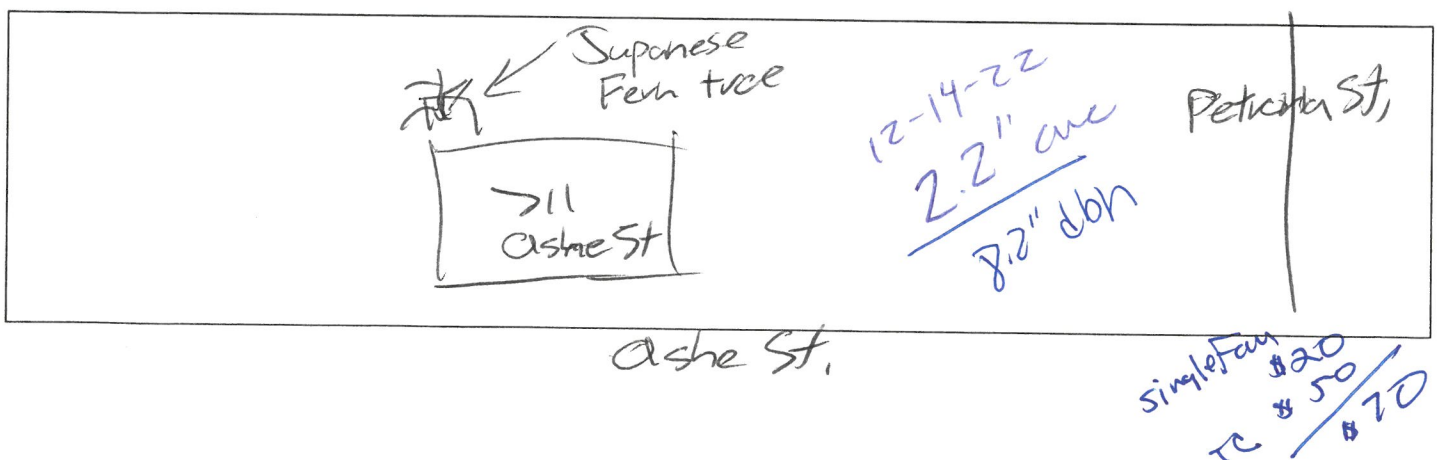 Japanese
Fern tree
12-14-22
2.2" ave
8.2" dbh
Petronia St,
711
Ashe St
Ashe St.
single Fam
$20
TC $50
$70